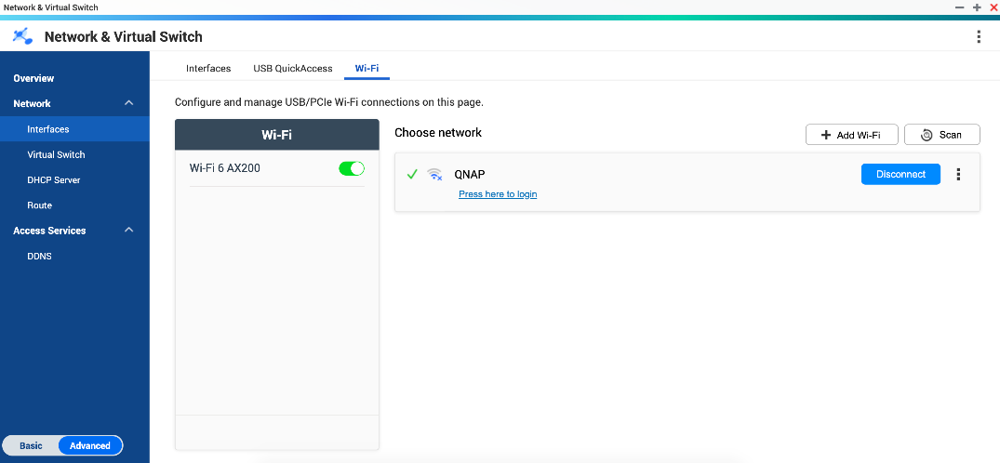 Network & Virtual Switch
Network & Virtual Switch
Overview
Network
Interfaces
Virtual Switch
DHCP Server
Route
Access Services
DDNS
Basic
Advanced
Interfaces
USB QuickAccess
Wi-Fi
Configure and manage USB/PCIe Wi-Fi connections on this page.
Wi-Fi
Wi-Fi 6 AX200
Choose network
+ Add Wi-Fi
Scan
QNAP
Disconnect
Press here to login